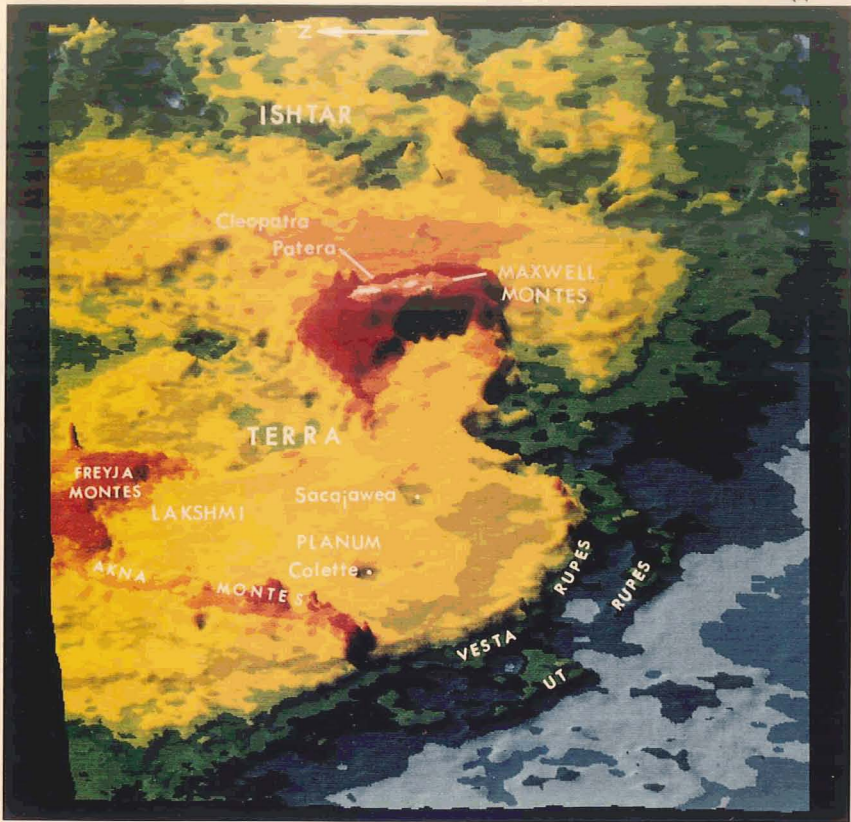 Z
ISHTAR
Cleopatra
Patera
MAXWELL
MONTES
TERRA
FREYJA
MONTES
LAKSHMI
Sacajawea
PLANUM
Colette
AKNA
MONTES
VESTA RUPES
UT RUPES